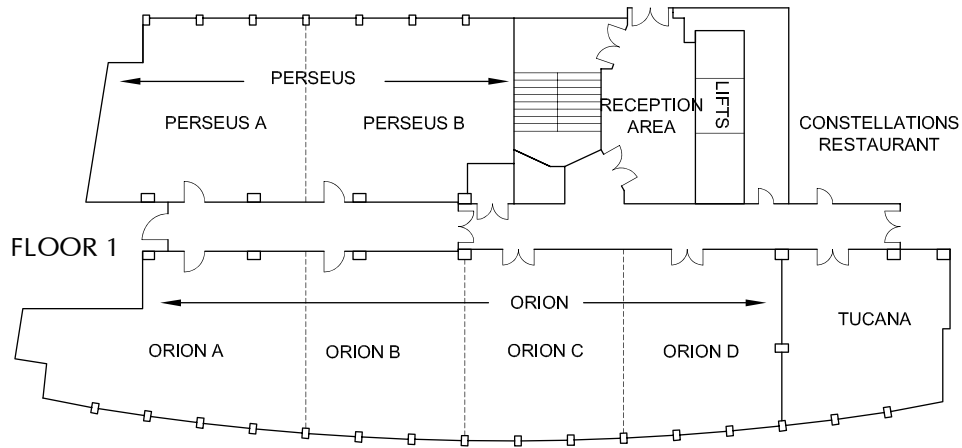 PERSEUS
PERSEUS A
PERSEUS B
RECEPTION
AREA
LIFTS
CONSTELLATIONS
RESTAURANT
FLOOR 1
ORION
ORION A
ORION B
ORION C
ORION D
TUCANA